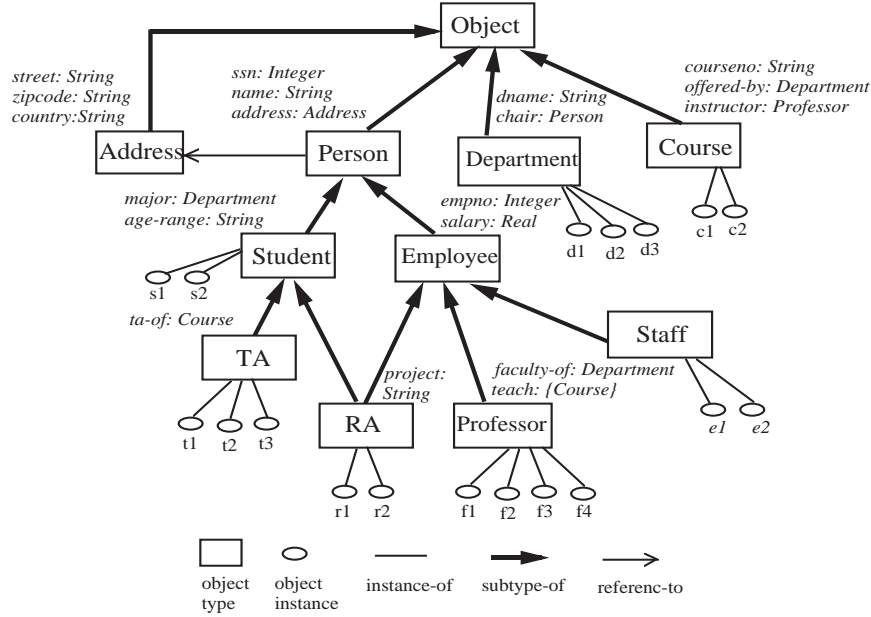 Object
street: String
zipcode: String
country:String
ssn: Integer
name: String
address: Address
dname: String
chair: Person
courseno: String
offered-by: Department
instructor: Professor
Address
Person
Department
Course
major: Department
age-range: String
empno: Integer
salary: Real
c1
c2
d1
d2
d3
Student
Employee
s1
s2
ta-of: Course
TA
Staff
project:
String
faculty-of: Department
teach: {Course}
RA
Professor
t1
t2
t3
e1
e2
r1
r2
f1
f2
f3
f4
object
type
object
instance
instance-of
subtype-of
referenc-to